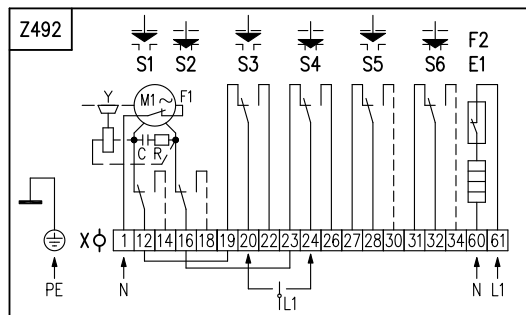 Z492
S1 S2 S3 S4 S5 S6 F2
E1
Y M1 ~ F1
C R
X 1 12 14 16 18 19 20 22 23 24 26 27 28 30 31 32 34 60 61
PE N L1 N L1